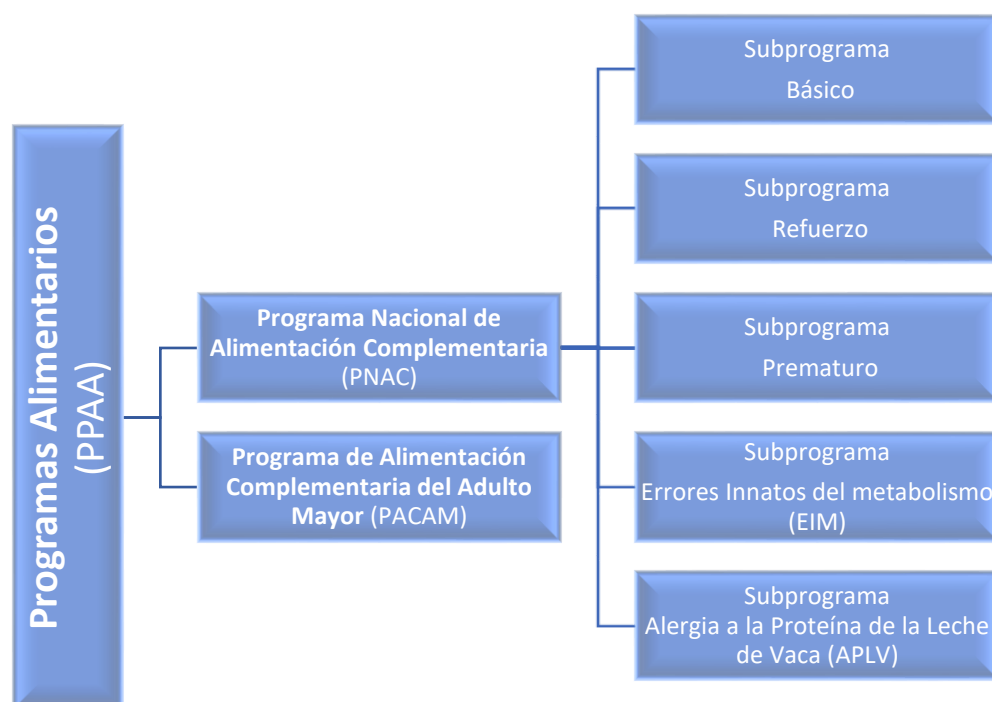 Programas Alimentarios
(PPAA)
Programa Nacional de
Alimentación Complementaria
(PNAC)
Programa de Alimentación
Complementaria del Adulto
Mayor (PACAM)
Subprograma
Básico
Subprograma
Refuerzo
Subprograma
Prematuro
Subprograma
Errores Innatos del metabolismo
(EIM)
Subprograma
Alergia a la Proteína de la Leche
de Vaca (APLV)